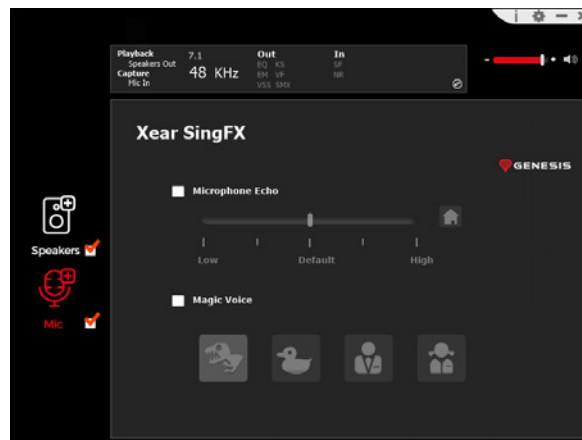 Playback 7.1 Out In
Speakers Out EQ KS SF
Capture 48 KHz EM VF NR
Mic In VSS SMX
Xear SingFX
GENESIS
Microphone Echo
Low Default High
Speakers
Magic Voice
Mic